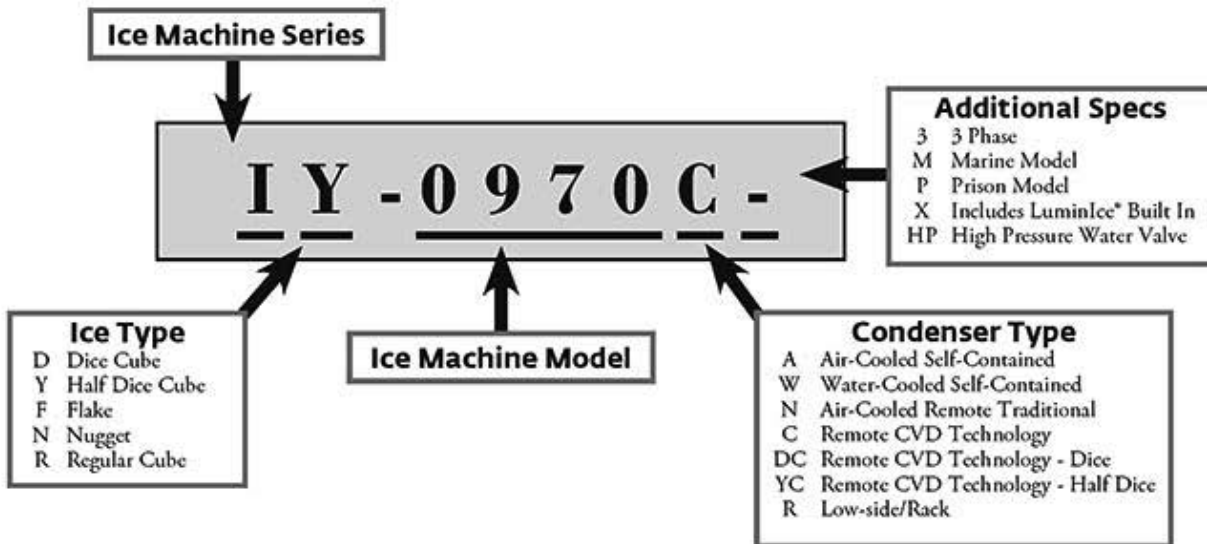 Ice Machine Series
Additional Specs
3 3 Phase
M Marine Model
P Prison Model
X Includes LuminIce® Built In
HP High Pressure Water Valve
I Y - 0 9 7 0 C -
Ice Type
D Dice Cube
Y Half Dice Cube
F Flake
N Nugget
R Regular Cube
Ice Machine Model
Condenser Type
A Air-Cooled Self-Contained
W Water-Cooled Self-Contained
N Air-Cooled Remote Traditional
C Remote CVD Technology
DC Remote CVD Technology - Dice
YC Remote CVD Technology - Half Dice
R Low-side/Rack